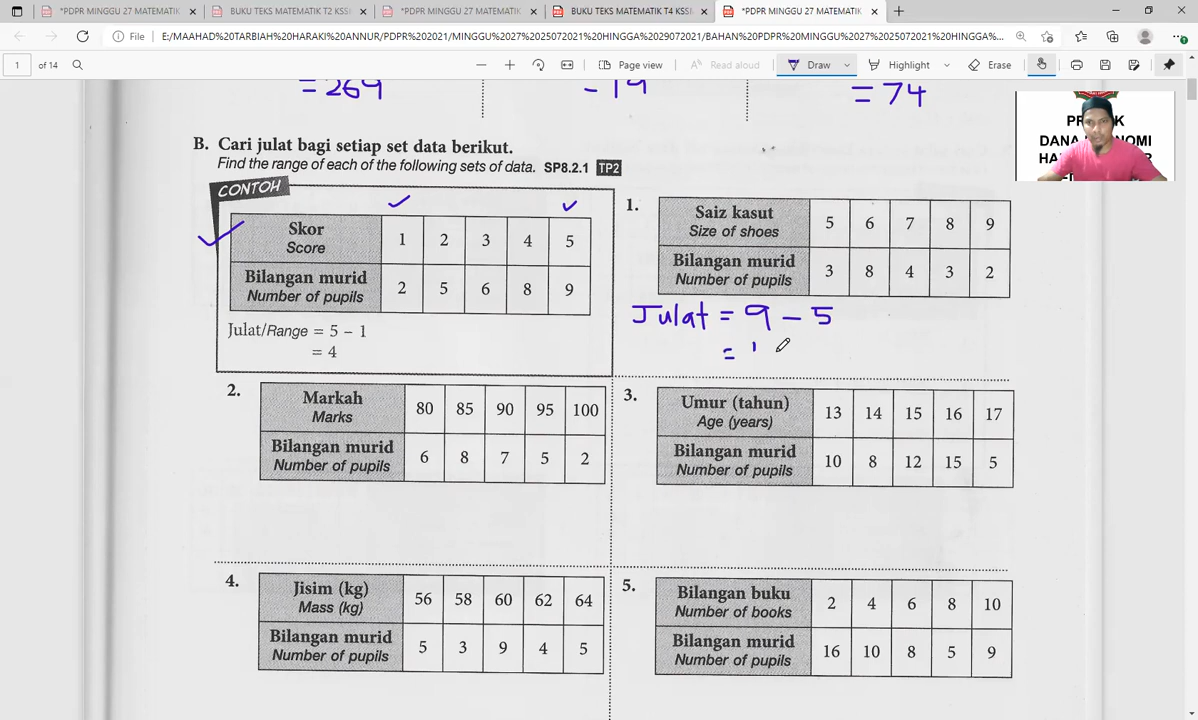 *PDPR MINGGU 27 MATEMATIK
BUKU TEKS MATEMATIK T2 KSS
*PDPR MINGGU 27 MATEMATIK
BUKU TEKS MATEMATIK T4 KSS
*PDPR MINGGU 27 MATEMATIK
File
E:/MAAHAD%20TARBIAH%20HARAKI%20ANNUR/PDPR%202021/MINGGU%2027%2025072021%20HINGGA%2029072021/BAHAN%20PDPR%20MINGGU%2027%2025072021%20HINGGA%...
1 of 14
Page view
Read aloud
Draw
Highlight
Erase
= 269
- 19
= 74
B. Cari julat bagi setiap set data berikut.
Find the range of each of the following sets of data. SP8.2.1 TP2
CONTOH
Skor
Score
1 2 3 4 5
Bilangan murid
Number of pupils
2 5 6 8 9
Julat/Range = 5 − 1
= 4
1.
Saiz kasut
Size of shoes
5 6 7 8 9
Bilangan murid
Number of pupils
3 8 4 3 2
Julat = 9 − 5
=
2.
Markah
Marks
80 85 90 95 100
Bilangan murid
Number of pupils
6 8 7 5 2
3.
Umur (tahun)
Age (years)
13 14 15 16 17
Bilangan murid
Number of pupils
10 8 12 15 5
4.
Jisim (kg)
Mass (kg)
56 58 60 62 64
Bilangan murid
Number of pupils
5 3 9 4 5
5.
Bilangan buku
Number of books
2 4 6 8 10
Bilangan murid
Number of pupils
16 10 8 5 9